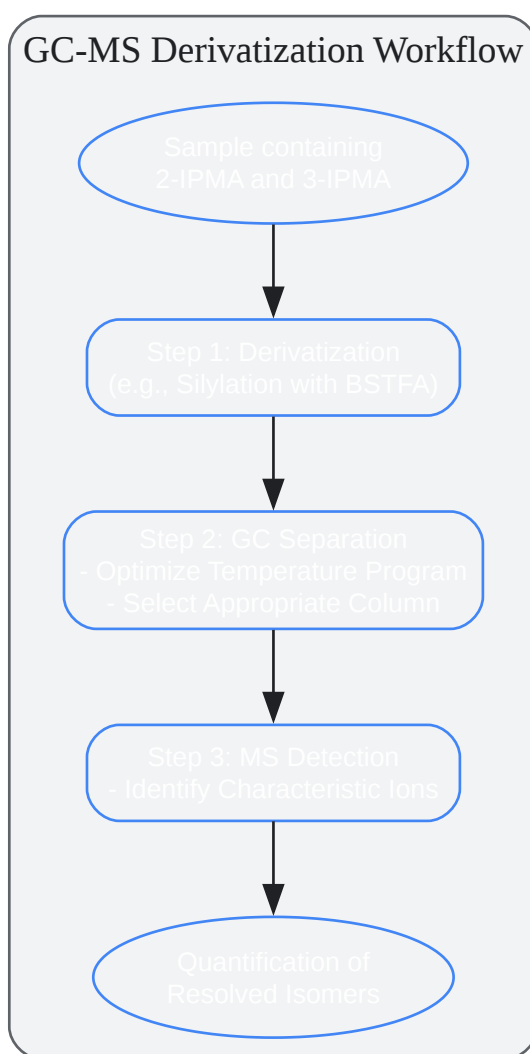 GC-MS Derivatization Workflow
Sample containing
2-IPMA and 3-IPMA
Step 1: Derivatization
(e.g., Silylation with BSTFA)
Step 2: GC Separation
- Optimize Temperature Program
- Select Appropriate Column
Step 3: MS Detection
- Identify Characteristic Ions
Quantification of
Resolved Isomers